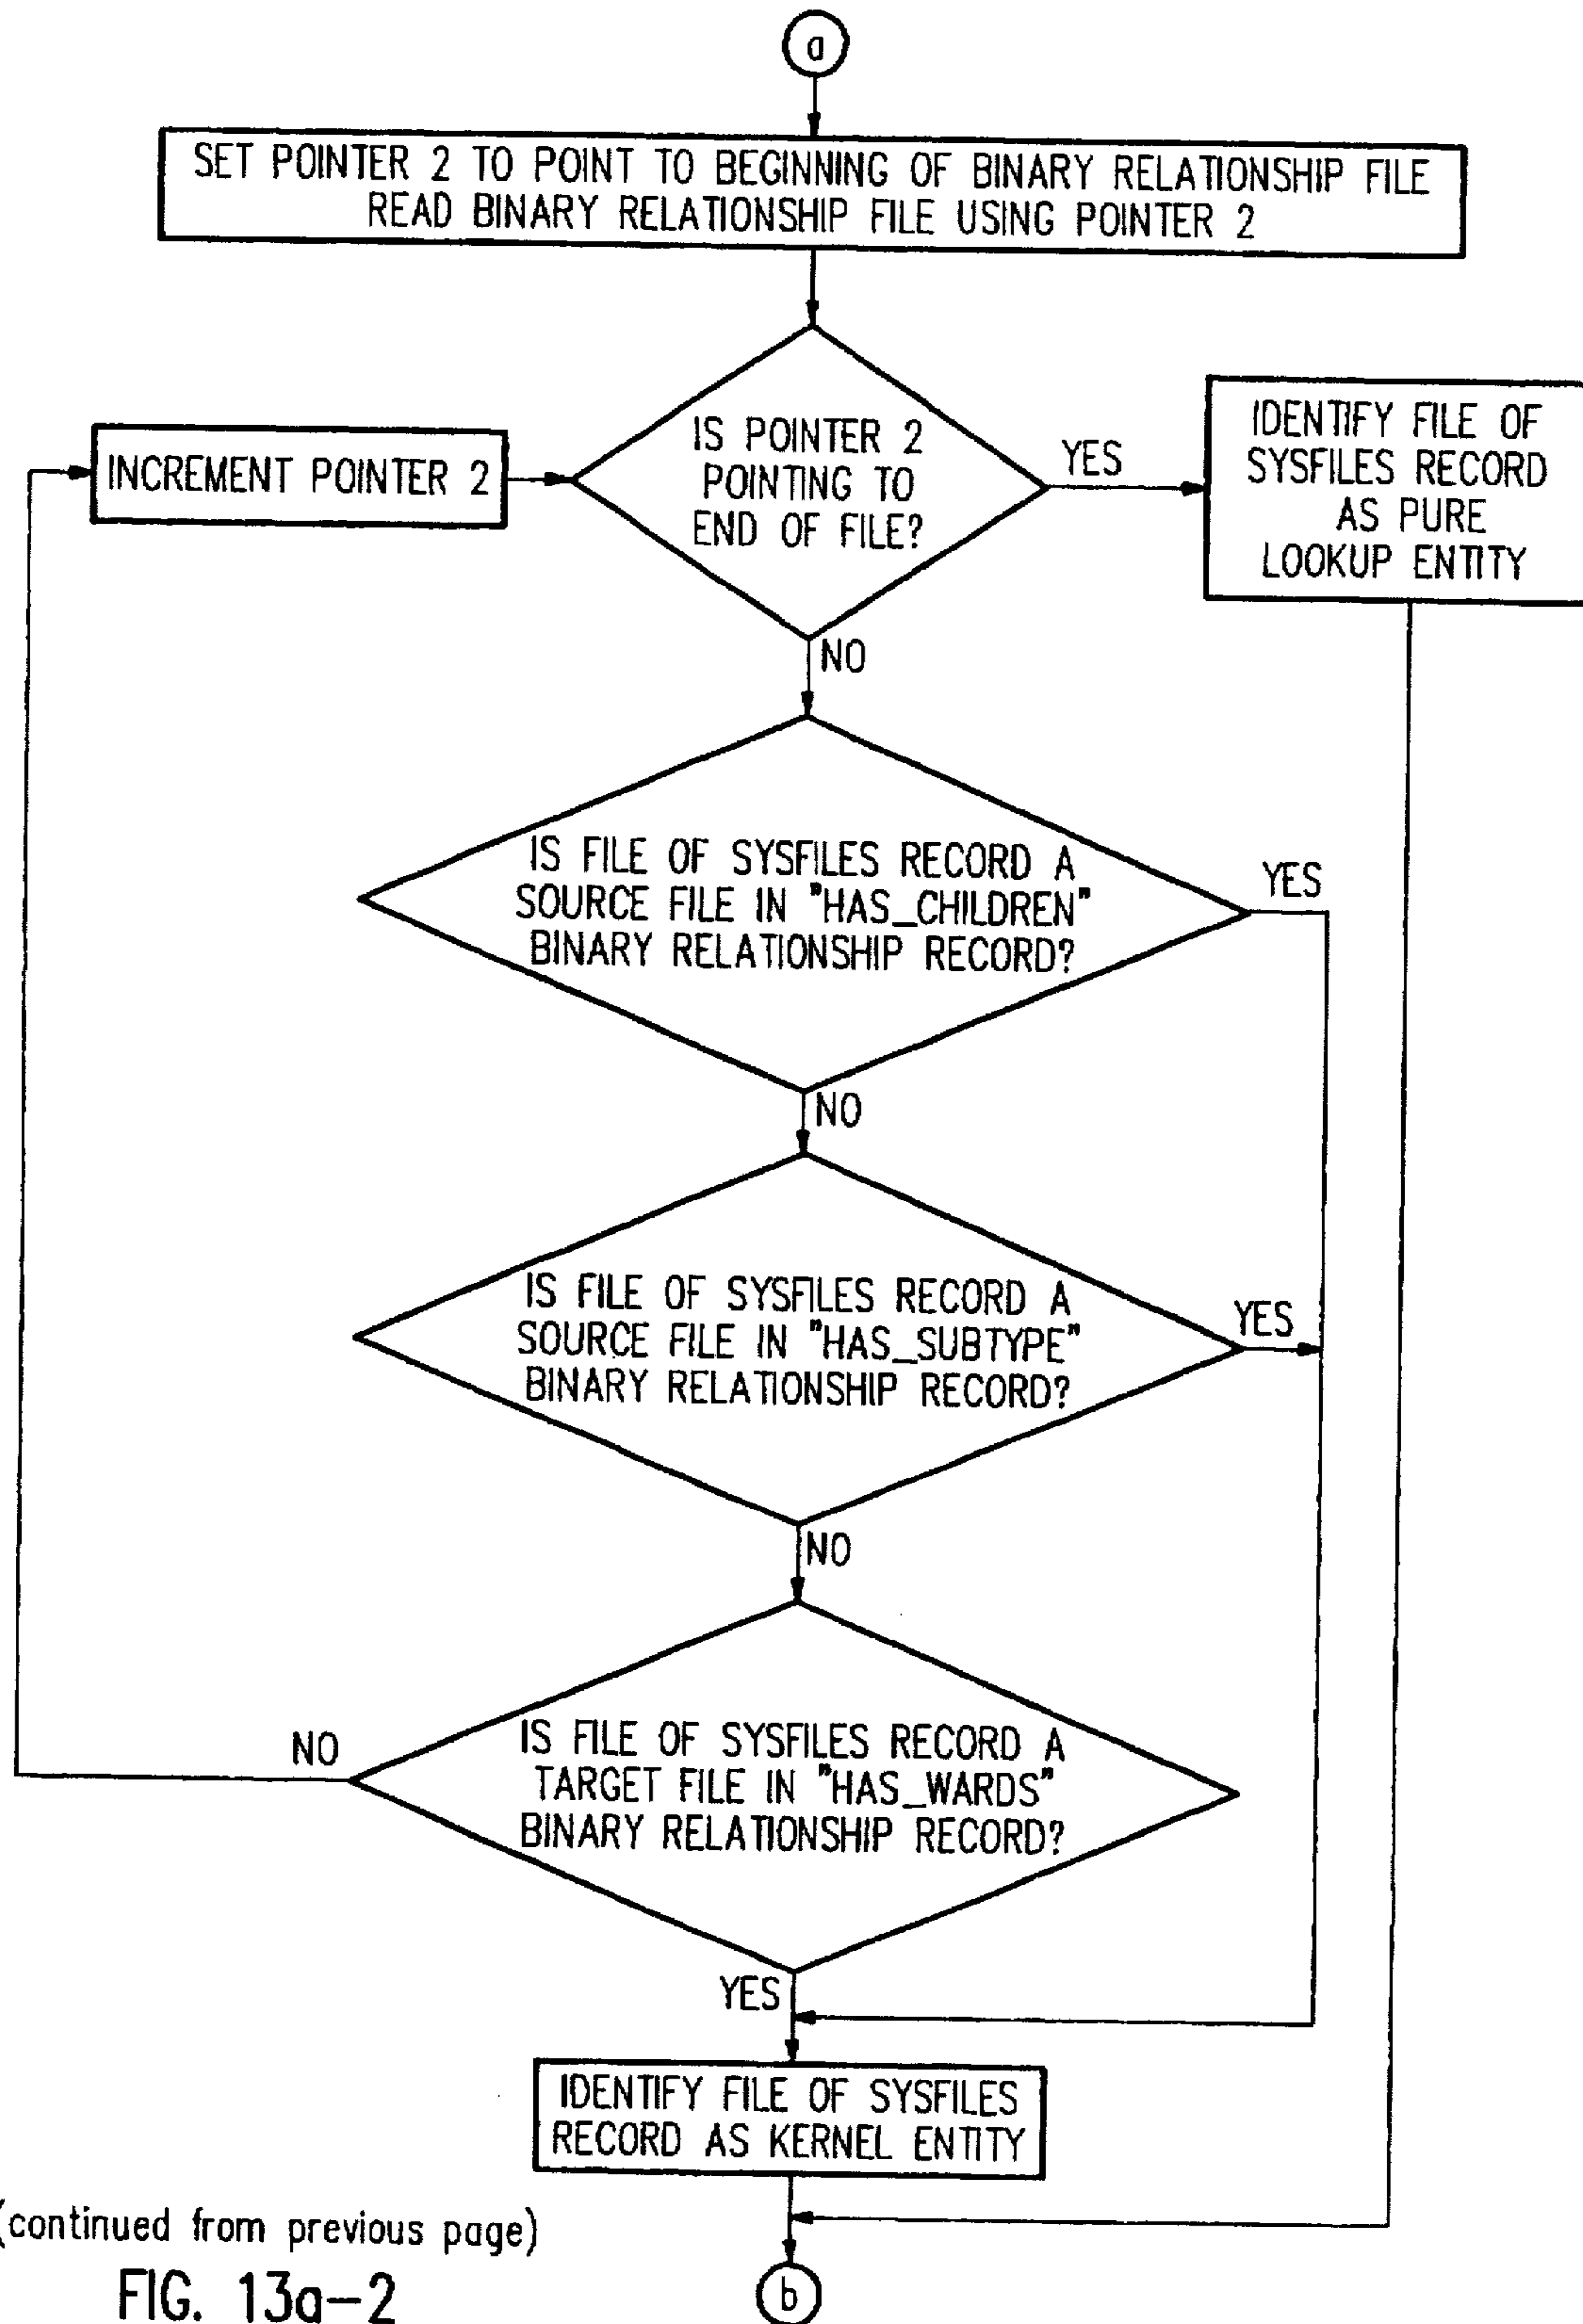 a
SET POINTER 2 TO POINT TO BEGINNING OF BINARY RELATIONSHIP FILE
READ BINARY RELATIONSHIP FILE USING POINTER 2
INCREMENT POINTER 2
IS POINTER 2
POINTING TO
END OF FILE?
YES
IDENTIFY FILE OF
SYSFILES RECORD
AS PURE
LOOKUP ENTITY
NO
IS FILE OF SYSFILES RECORD A
SOURCE FILE IN "HAS_CHILDREN"
BINARY RELATIONSHIP RECORD?
YES
NO
IS FILE OF SYSFILES RECORD A
SOURCE FILE IN "HAS_SUBTYPE"
BINARY RELATIONSHIP RECORD?
YES
NO
NO
IS FILE OF SYSFILES RECORD A
TARGET FILE IN "HAS_WARDS"
BINARY RELATIONSHIP RECORD?
YES
IDENTIFY FILE OF SYSFILES
RECORD AS KERNEL ENTITY
(continued from previous page)
FIG. 13a-2
b